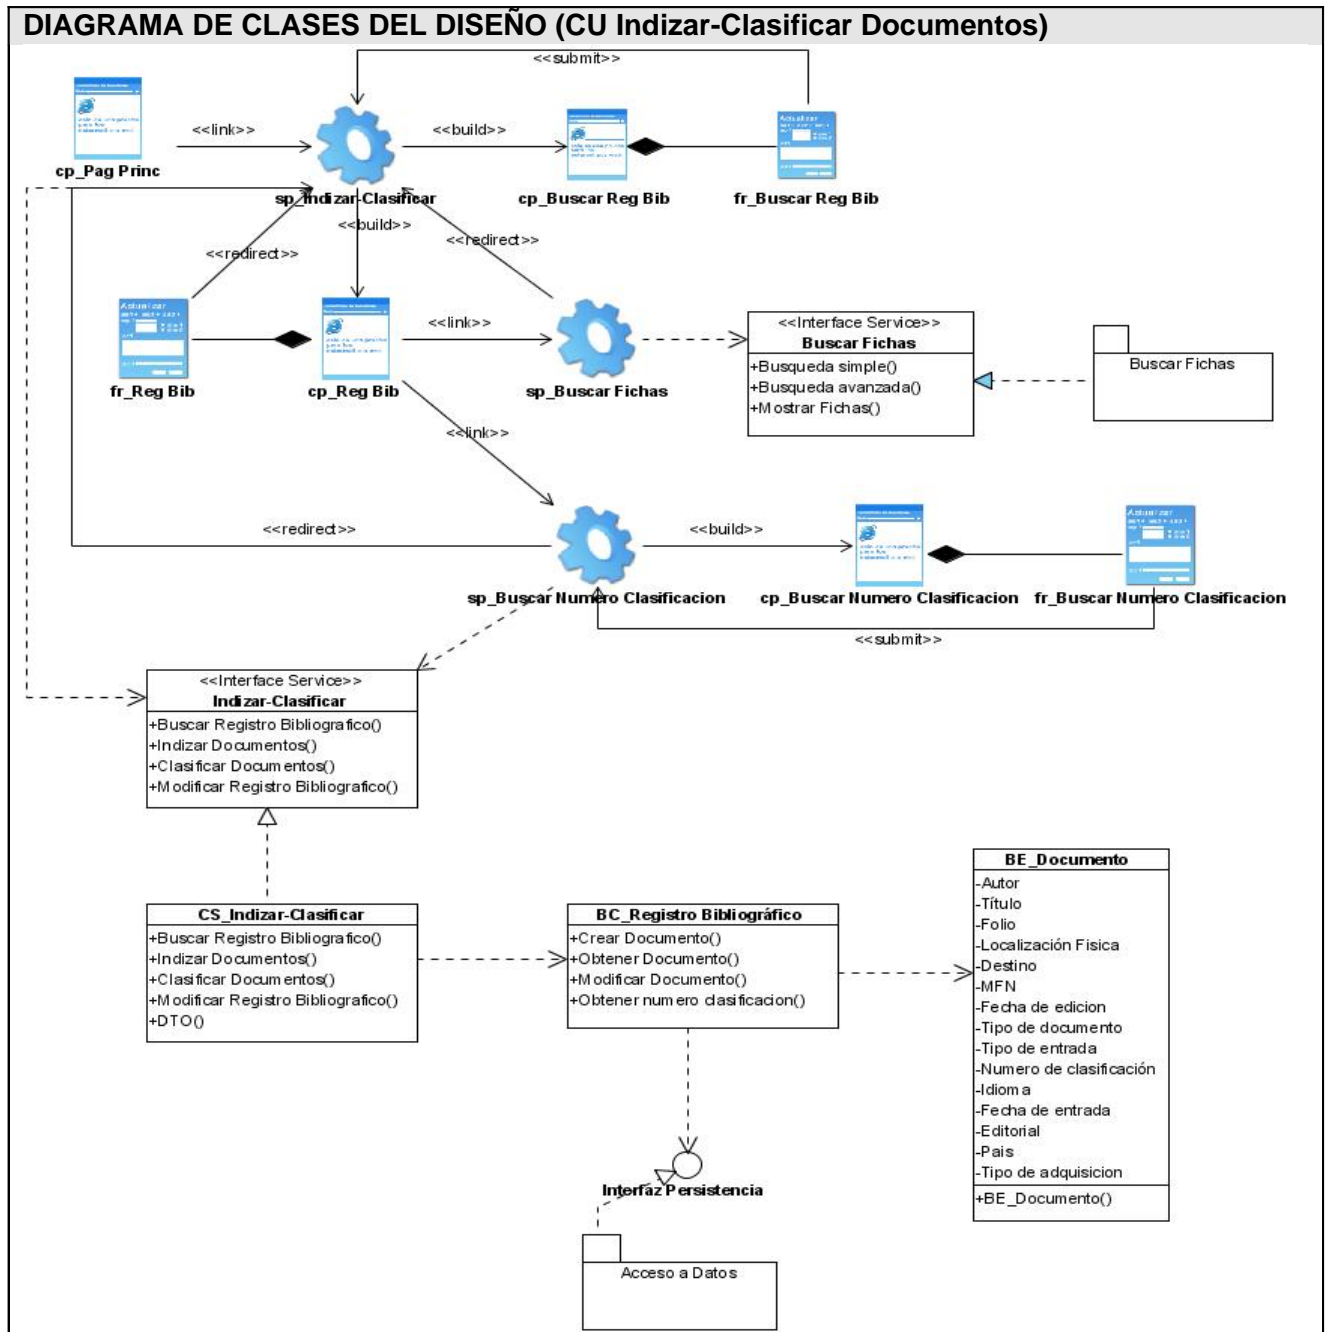 DIAGRAMA DE CLASES DEL DISEÑO (CU Indizar-Clasificar Documentos)
<<submit>>
<<link>>
<<build>>
cp_Pag Princ
sp_Indizar-Clasificar
cp_Buscar Reg Bib
fr_Buscar Reg Bib
Actualizar
<<build>>
<<redirect>>
<<redirect>>
Actualizar
<<link>>
fr_Reg Bib
cp_Reg Bib
sp_Buscar Fichas
<<Interface Service>>
Buscar Fichas
+Busqueda simple()
+Busqueda avanzada()
+Mostrar Fichas()
Buscar Fichas
<<link>>
<<redirect>>
<<build>>
Actualizar
sp_Buscar Numero Clasificacion
cp_Buscar Numero Clasificacion
fr_Buscar Numero Clasificacion
<<submit>>
<<Interface Service>>
Indizar-Clasificar
+Buscar Registro Bibliografico()
+Indizar Documentos()
+Clasificar Documentos()
+Modificar Registro Bibliografico()
CS_Indizar-Clasificar
+Buscar Registro Bibliografico()
+Indizar Documentos()
+Clasificar Documentos()
+Modificar Registro Bibliografico()
+DTO()
BC_Registro Bibliográfico
+Crear Documento()
+Obtener Documento()
+Modificar Documento()
+Obtener numero clasificacion()
BE_Documento
-Autor
-Título
-Folio
-Localización Fisica
-Destino
-MFN
-Fecha de edicion
-Tipo de documento
-Tipo de entrada
-Numero de clasificación
-Idioma
-Fecha de entrada
-Editorial
-Pais
-Tipo de adquisicion
+BE_Documento()
Interfaz Persistencia
Acceso a Datos